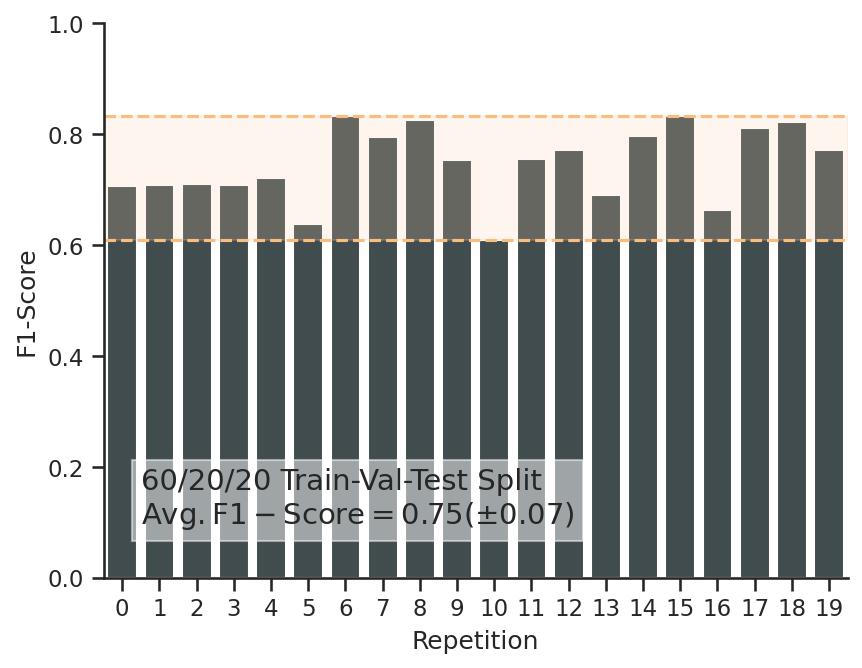 1.0
0.8
0.6
0.4
0.2
0.0
F1-Score
60/20/20 Train-Val-Test Split
Avg. F1 − Score = 0.75(±0.07)
0 1 2 3 4 5 6 7 8 9 10 11 12 13 14 15 16 17 18 19
Repetition